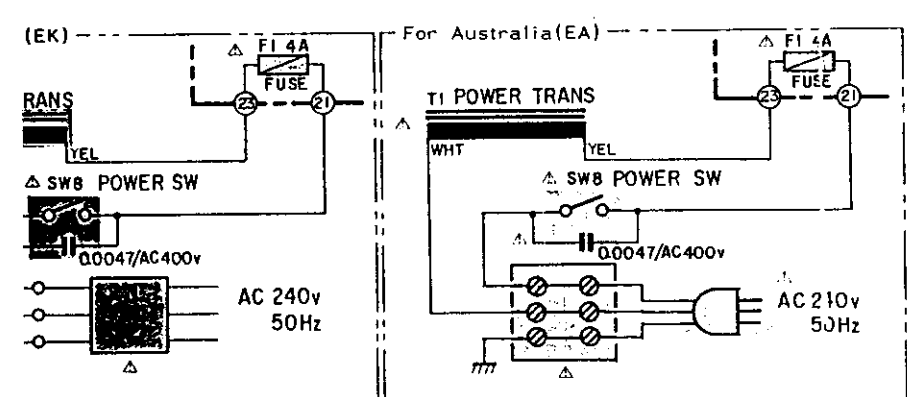 (EK)
F1 4A
FUSE
23
21
RANS
YEL
SW8 POWER SW
0.0047/AC400v
AC 240v
50Hz
For Australia(EA)
F1 4A
FUSE
23
21
T1 POWER TRANS
WHT
YEL
SW8 POWER SW
0.0047/AC400v
AC 210v
50Hz